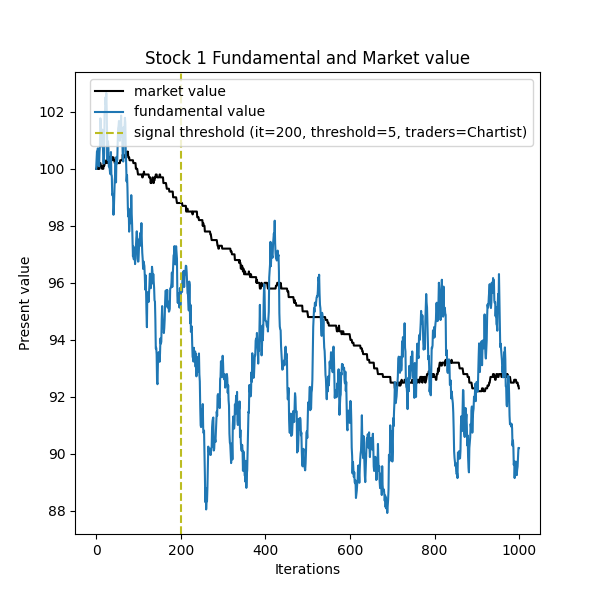 Stock 1 Fundamental and Market value
market value
fundamental value
signal threshold (it=200, threshold=5, traders=Chartist)
Present value
102
100
98
96
94
92
90
88
0 200 400 600 800 1000
Iterations